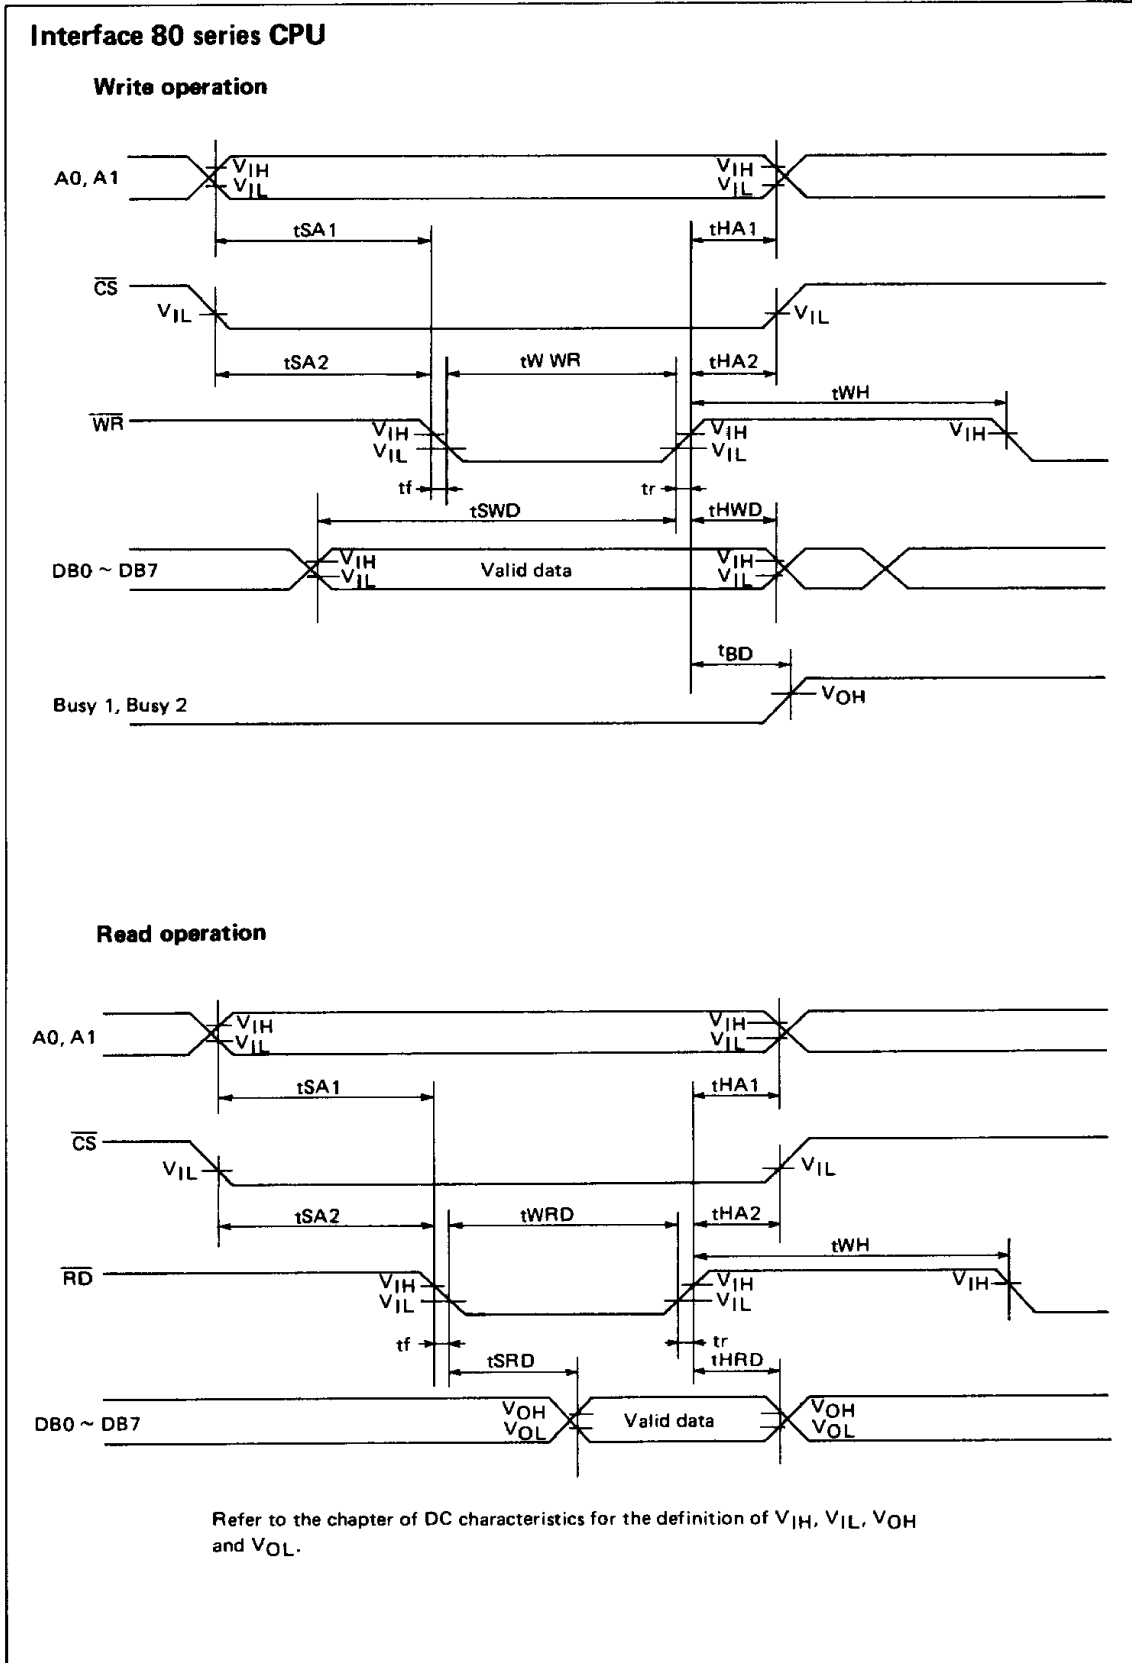 Interface 80 series CPU
Write operation
VIH VIH
A0, A1
VIL VIL
tSA1 tHA1
CS
VIL VIL
tSA2 tW WR tHA2
tWH
WR
VIH VIH VIH
VIL VIL
tf tr
tSWD tHWD
VIH VIH
DB0 ~ DB7 Valid data
VIL VIL
tBD
VOH
Busy 1, Busy 2
Read operation
VIH VIH
A0, A1
VIL VIL
tSA1 tHA1
CS
VIL VIL
tSA2 tWRD tHA2
tWH
RD
VIH VIH VIH
VIL VIL
tf tr
tSRD tHRD
VOH VOH
DB0 ~ DB7 Valid data
VOL VOL
Refer to the chapter of DC characteristics for the definition of VIH, VIL, VOH
and VOL.